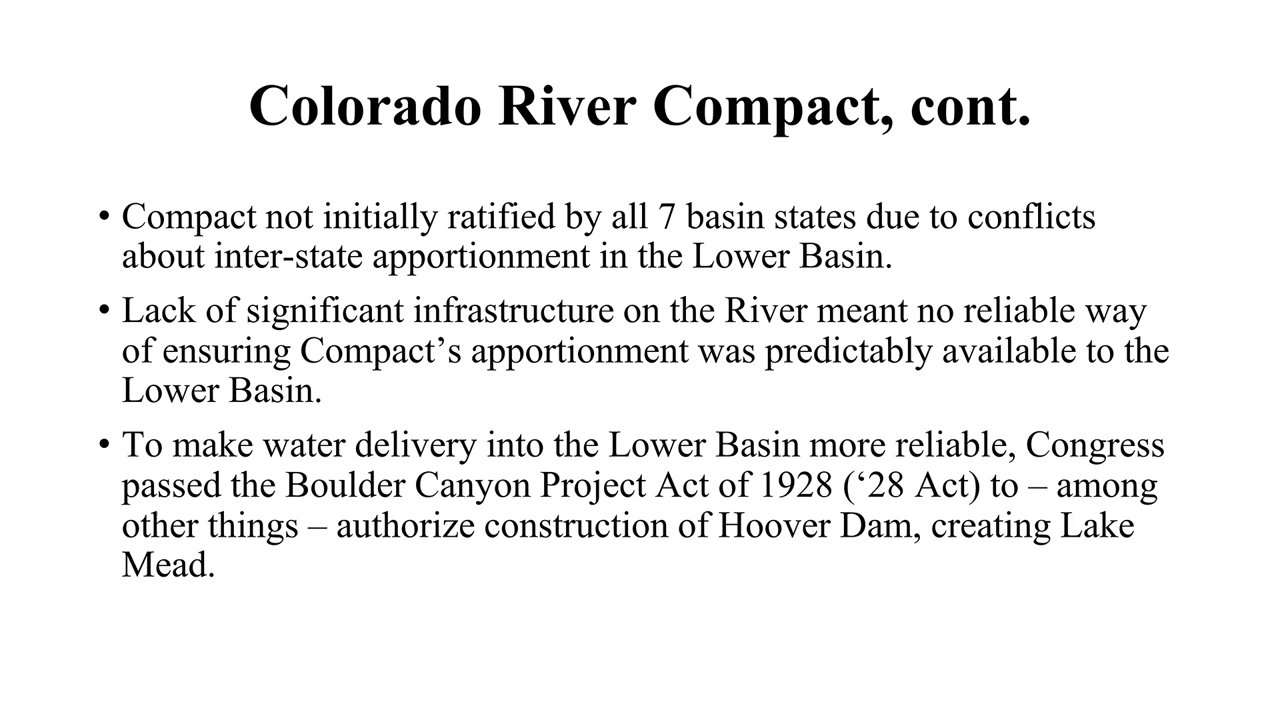 Colorado River Compact, cont.
• Compact not initially ratified by all 7 basin states due to conflicts
about inter-state apportionment in the Lower Basin.
• Lack of significant infrastructure on the River meant no reliable way
of ensuring Compact’s apportionment was predictably available to the
Lower Basin.
• To make water delivery into the Lower Basin more reliable, Congress
passed the Boulder Canyon Project Act of 1928 (‘28 Act) to – among
other things – authorize construction of Hoover Dam, creating Lake
Mead.